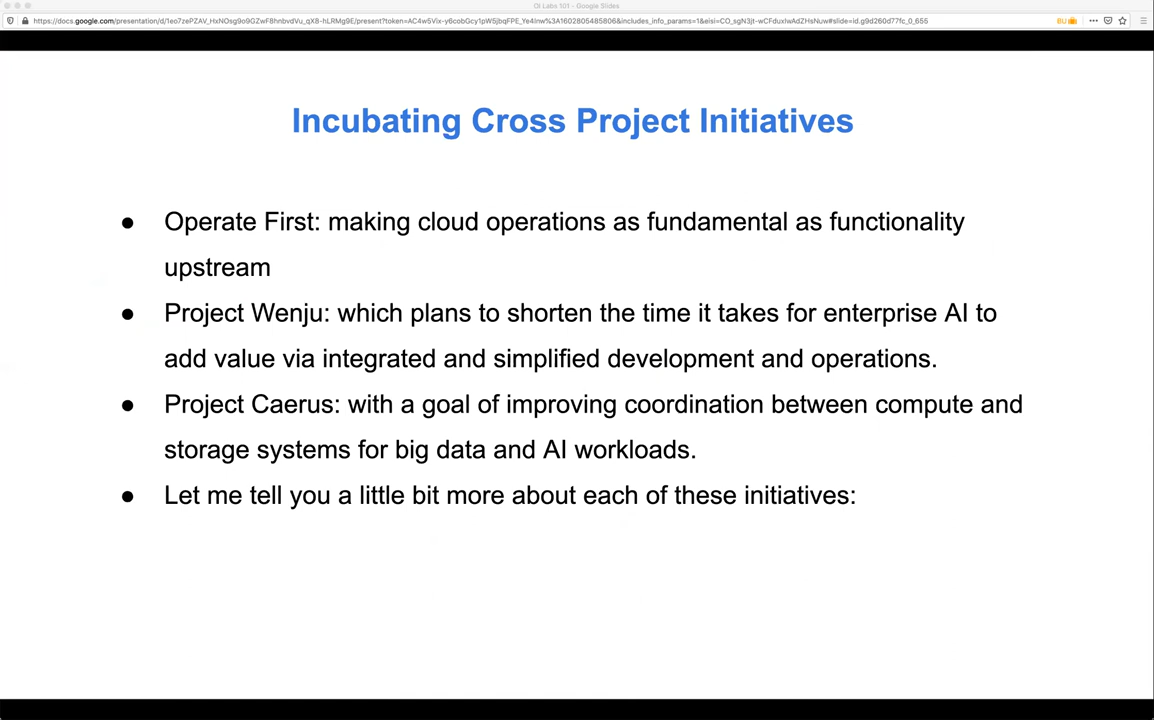 OI Labs 101 - Google Slides
BU
Incubating Cross Project Initiatives
● Operate First: making cloud operations as fundamental as functionality
upstream
● Project Wenju: which plans to shorten the time it takes for enterprise AI to
add value via integrated and simplified development and operations.
● Project Caerus: with a goal of improving coordination between compute and
storage systems for big data and AI workloads.
● Let me tell you a little bit more about each of these initiatives: